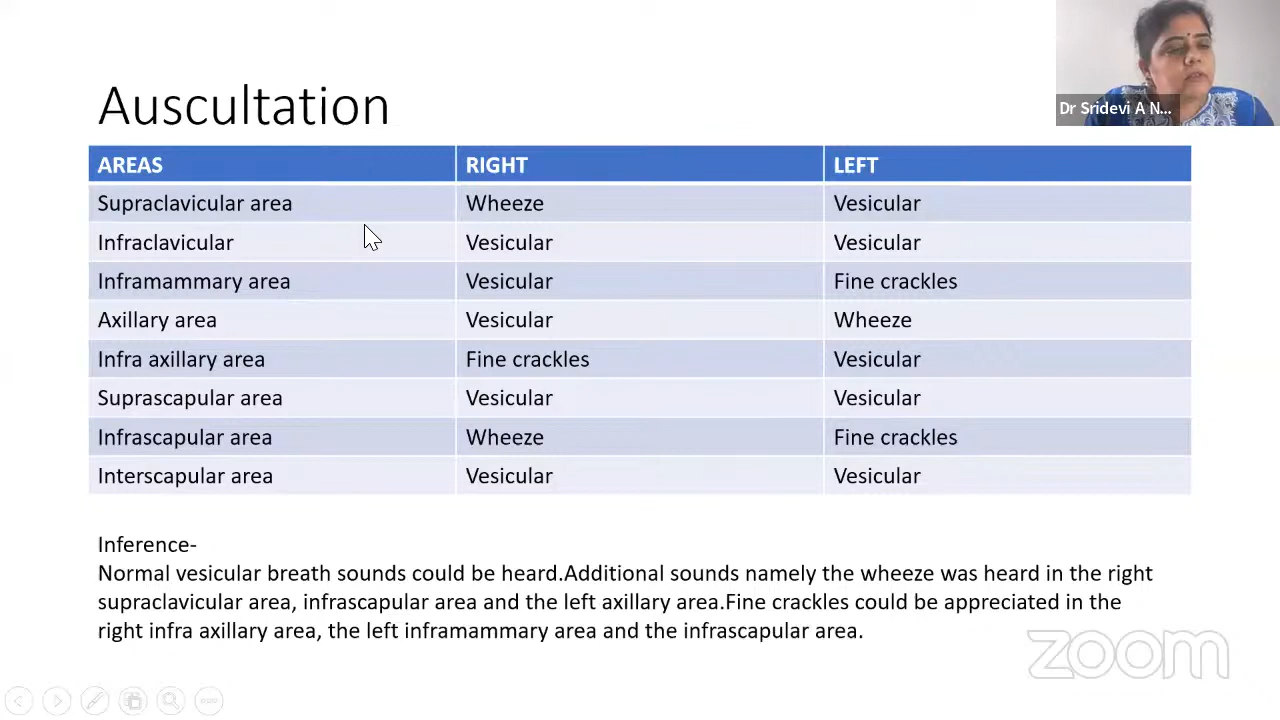 Dr Sridevi A N...
Auscultation
AREAS RIGHT LEFT
Supraclavicular area Wheeze Vesicular
Infraclavicular Vesicular Vesicular
Inframammary area Vesicular Fine crackles
Axillary area Vesicular Wheeze
Infra axillary area Fine crackles Vesicular
Suprascapular area Vesicular Vesicular
Infrascapular area Wheeze Fine crackles
Interscapular area Vesicular Vesicular
Inference-
Normal vesicular breath sounds could be heard.Additional sounds namely the wheeze was heard in the right
supraclavicular area, infrascapular area and the left axillary area.Fine crackles could be appreciated in the
right infra axillary area, the left inframammary area and the infrascapular area.
zoom